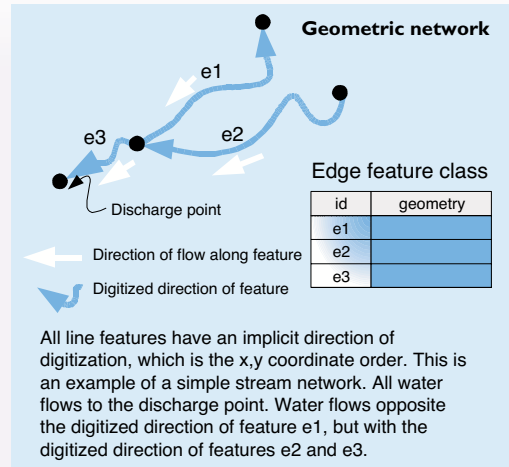 Geometric network
e1
e2
e3
Discharge point
Edge feature class
id geometry
e1
e2
e3
Direction of flow along feature
Digitized direction of feature
All line features have an implicit direction of
digitization, which is the x,y coordinate order. This is
an example of a simple stream network. All water
flows to the discharge point. Water flows opposite
the digitized direction of feature e1, but with the
digitized direction of features e2 and e3.